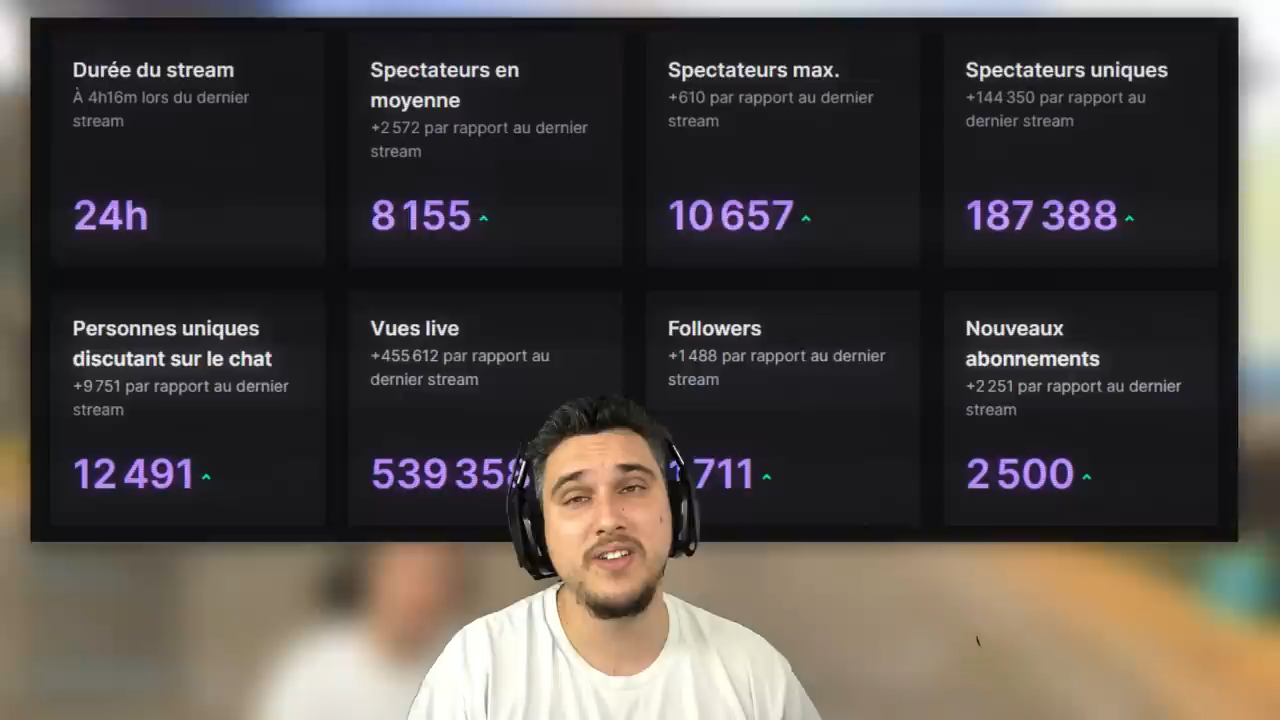 Durée du stream
À 4h16m lors du dernier
stream
24h
Spectateurs en
moyenne
+2 572 par rapport au dernier
stream
8 155
Spectateurs max.
+610 par rapport au dernier
stream
10 657
Spectateurs uniques
+144 350 par rapport au
dernier stream
187 388
Personnes uniques
discutant sur le chat
+9 751 par rapport au dernier
stream
12 491
Vues live
+455 612 par rapport au
dernier stream
539 358
Followers
+1 488 par rapport au dernier
stream
1 711
Nouveaux
abonnements
+2 251 par rapport au dernier
stream
2 500